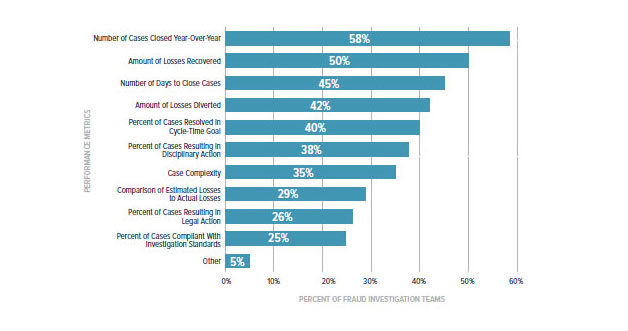 Number of Cases Closed Year-Over-Year
58%
Amount of Losses Recovered
50%
Number of Days to Close Cases
45%
Amount of Losses Diverted
42%
Percent of Cases Resolved in
Cycle-Time Goal
40%
Percent of Cases Resulting in
Disciplinary Action
38%
Case Complexity
35%
Comparison of Estimated Losses
to Actual Losses
29%
Percent of Cases Resulting in
Legal Action
26%
Percent of Cases Compliant With
Investigation Standards
25%
Other
5%
PERFORMANCE METRICS
0%
10%
20%
30%
40%
50%
60%
PERCENT OF FRAUD INVESTIGATION TEAMS